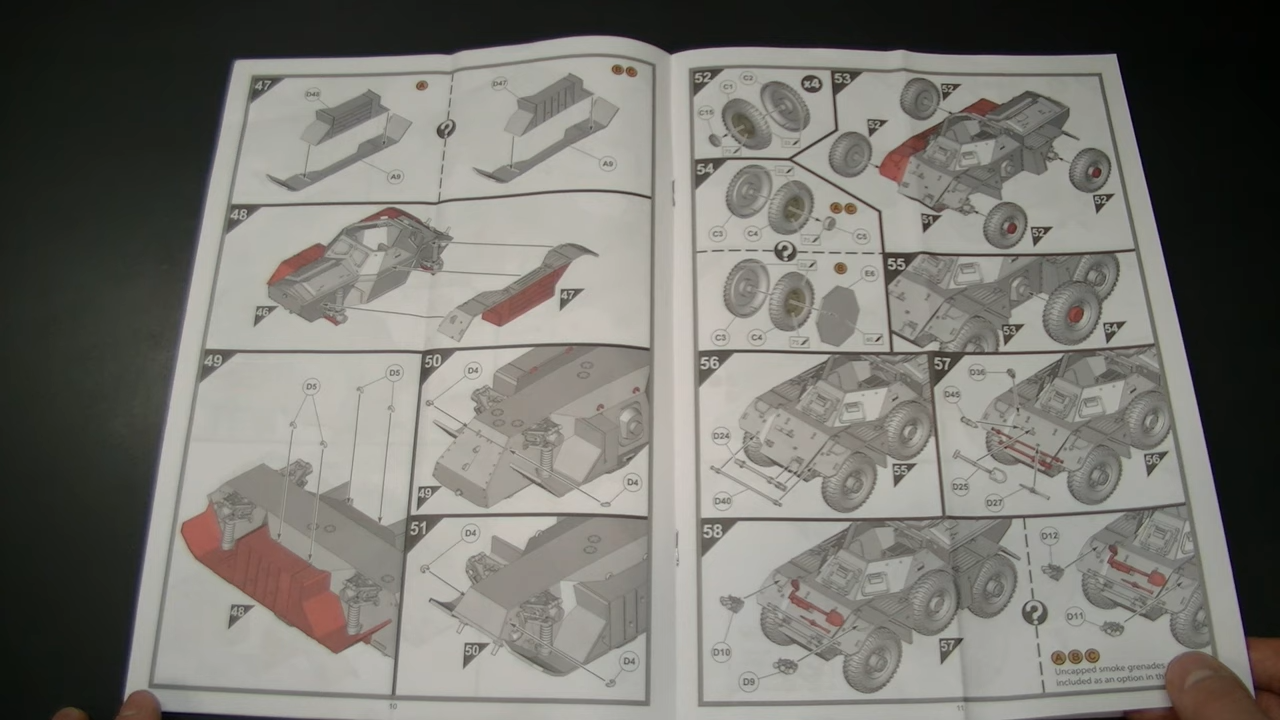 47
A
D48
A9
?
B C
D47
A9
48
46
47
49
D5
D5
48
50
D4
D4
49
51
D4
D4
50
10
52
x4
C2
C1
C15
53
52
52
52
52
51
54
C3
C4
A C
C5
?
B
E6
C3
C4
55
53
54
56
D24
D40
55
57
D36
D45
D25
D27
56
58
D10
D9
57
?
D12
D11
A B C
Uncapped smoke grenades
included as an option in
11